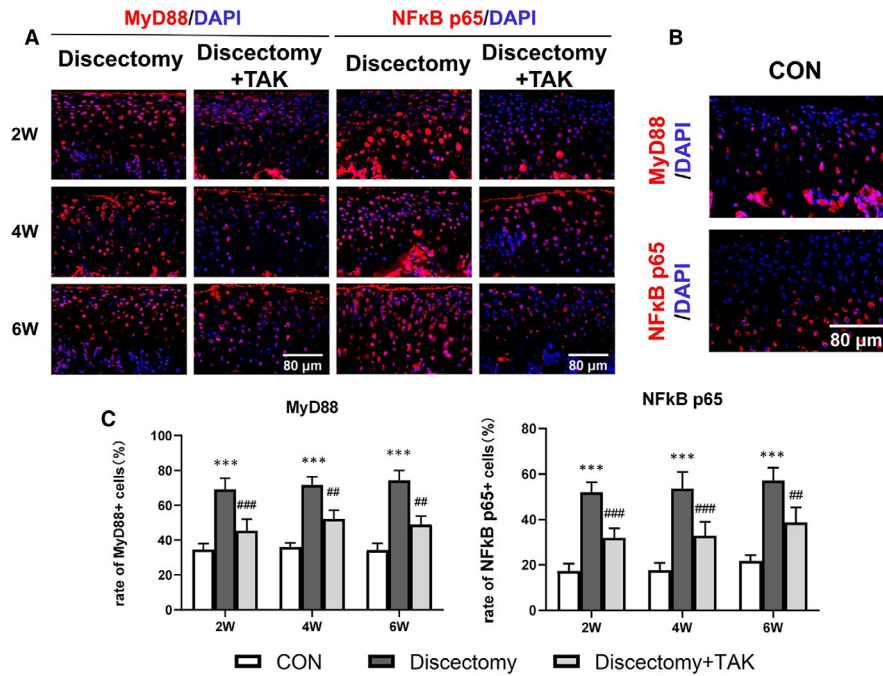 A
MyD88/DAPI
NFκB p65/DAPI
Discectomy
Discectomy
+TAK
Discectomy
Discectomy
+TAK
2W
4W
6W
80 μm
80 μm
B
CON
MyD88
/DAPI
NFκB p65
/DAPI
80 μm
C
MyD88
rate of MyD88+ cells(%)
100
80
60
40
20
0
***
###
***
##
***
##
2W
4W
6W
NFkB p65
rate of NFkB p65+ cells(%)
80
60
40
20
0
***
###
***
###
***
##
2W
4W
6W
CON
Discectomy
Discectomy+TAK